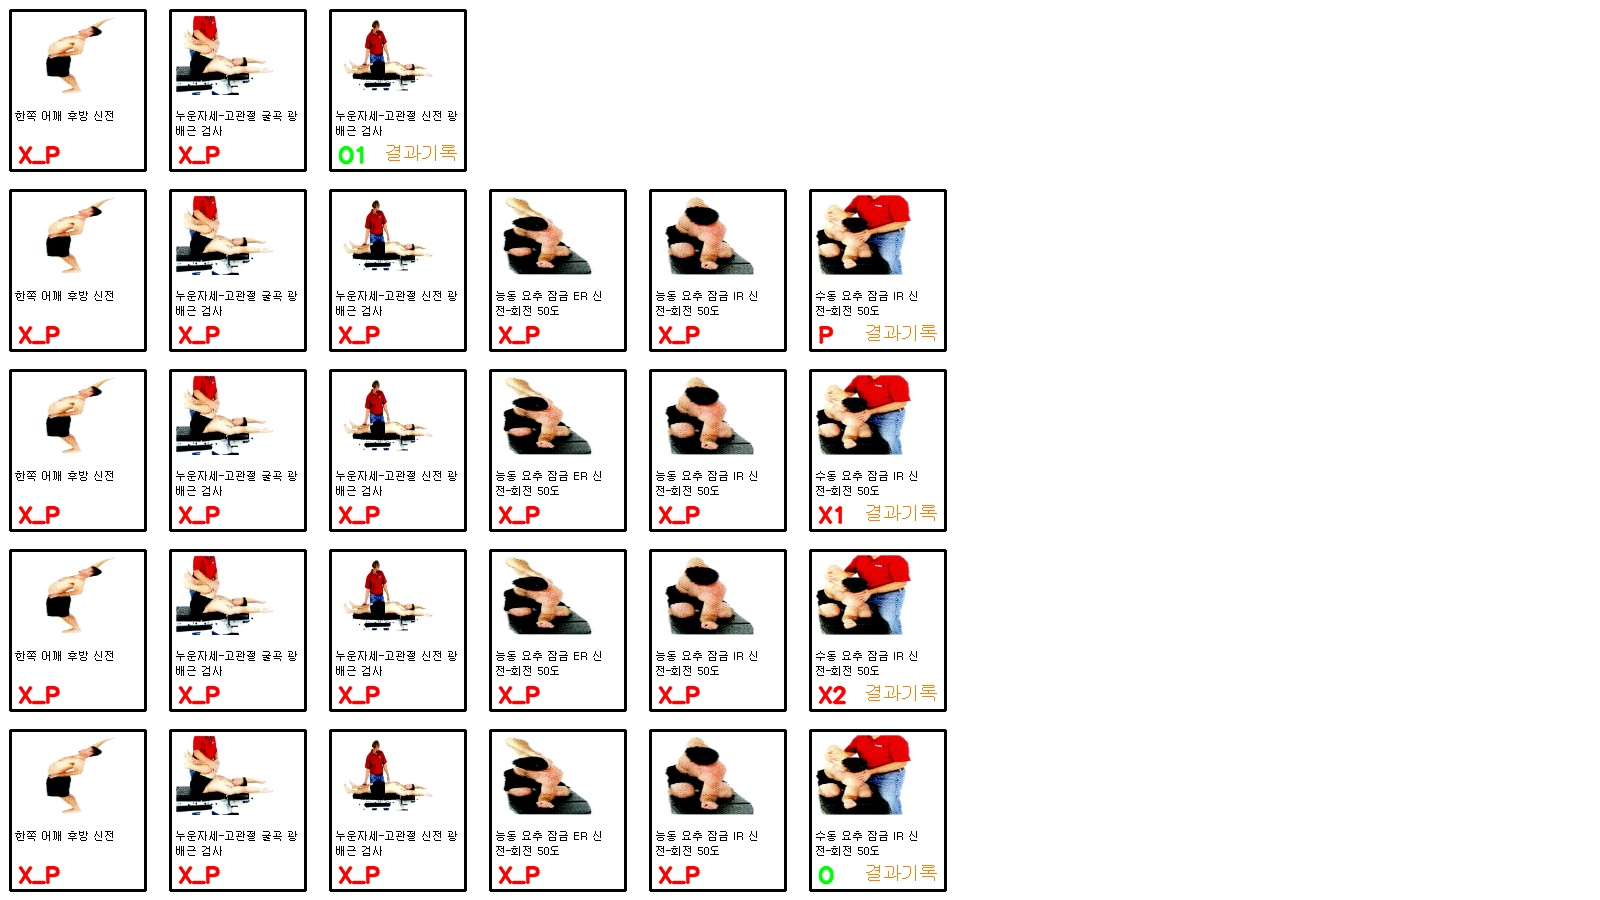 한쪽 어깨 후방 신전
X_P
누운자세-고관절 굴곡 광
배근 검사
X_P
누운자세-고관절 신전 광
배근 검사
O1 결과기록
한쪽 어깨 후방 신전
X_P
누운자세-고관절 굴곡 광
배근 검사
X_P
누운자세-고관절 신전 광
배근 검사
X_P
능동 요추 잠금 ER 신
전-회전 50도
X_P
능동 요추 잠금 IR 신
전-회전 50도
X_P
수동 요추 잠금 IR 신
전-회전 50도
P 결과기록
한쪽 어깨 후방 신전
X_P
누운자세-고관절 굴곡 광
배근 검사
X_P
누운자세-고관절 신전 광
배근 검사
X_P
능동 요추 잠금 ER 신
전-회전 50도
X_P
능동 요추 잠금 IR 신
전-회전 50도
X_P
수동 요추 잠금 IR 신
전-회전 50도
X1 결과기록
한쪽 어깨 후방 신전
X_P
누운자세-고관절 굴곡 광
배근 검사
X_P
누운자세-고관절 신전 광
배근 검사
X_P
능동 요추 잠금 ER 신
전-회전 50도
X_P
능동 요추 잠금 IR 신
전-회전 50도
X_P
수동 요추 잠금 IR 신
전-회전 50도
X2 결과기록
한쪽 어깨 후방 신전
X_P
누운자세-고관절 굴곡 광
배근 검사
X_P
누운자세-고관절 신전 광
배근 검사
X_P
능동 요추 잠금 ER 신
전-회전 50도
X_P
능동 요추 잠금 IR 신
전-회전 50도
X_P
수동 요추 잠금 IR 신
전-회전 50도
O 결과기록